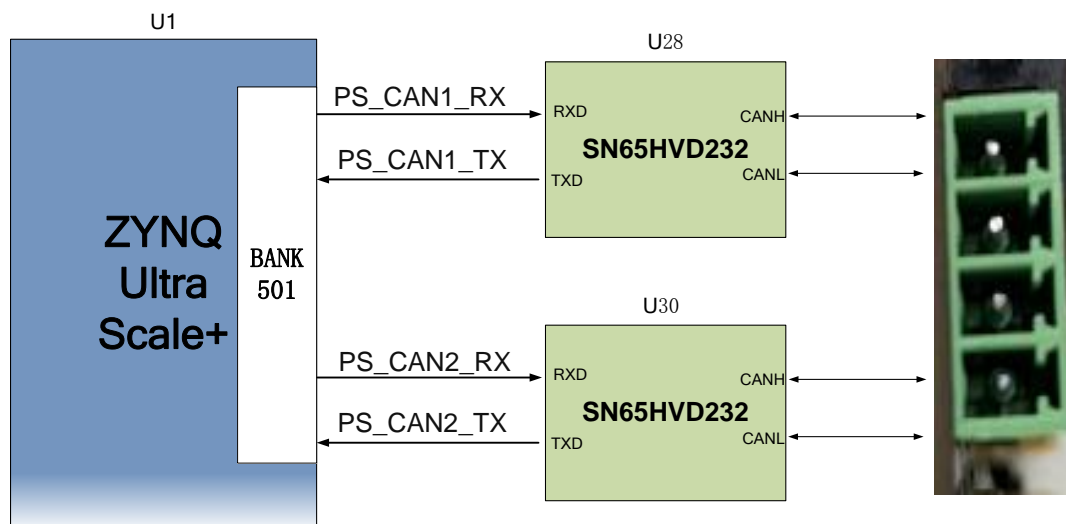 U1
U28
PS_CAN1_RX
RXD
CANH
SN65HVD232
PS_CAN1_TX
TXD
CANL
ZYNQ
Ultra
Scale+
BANK
501
U30
PS_CAN2_RX
RXD
CANH
SN65HVD232
PS_CAN2_TX
TXD
CANL